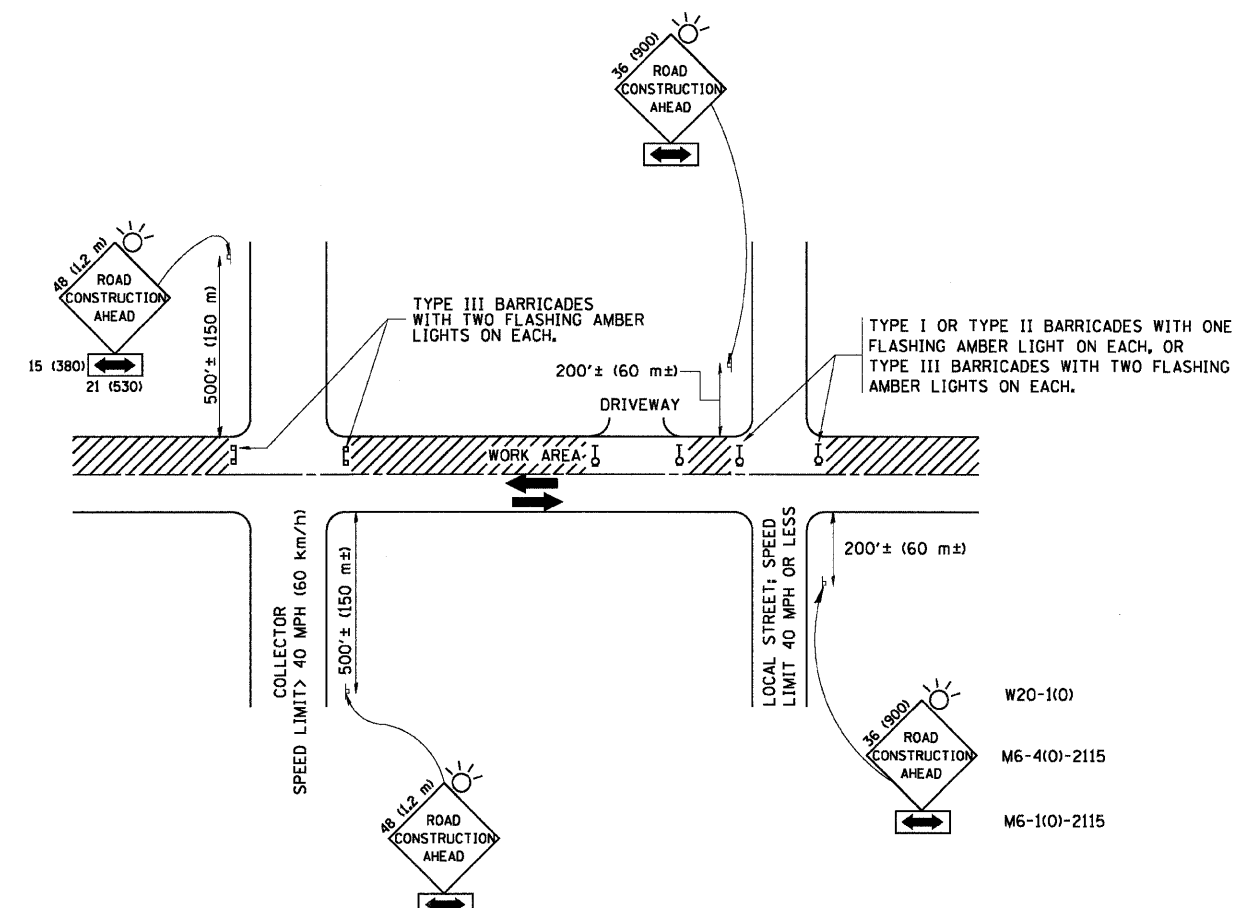 36 (900)
ROAD
CONSTRUCTION
AHEAD
48 (1.2 m)
ROAD
CONSTRUCTION
AHEAD
15 (380)
21 (530)
500'± (150 m)
TYPE III BARRICADES
WITH TWO FLASHING AMBER
LIGHTS ON EACH.
200'± (60 m±)
DRIVEWAY
TYPE I OR TYPE II BARRICADES WITH ONE
FLASHING AMBER LIGHT ON EACH, OR
TYPE III BARRICADES WITH TWO FLASHING
AMBER LIGHTS ON EACH.
WORK AREA
COLLECTOR
SPEED LIMIT> 40 MPH (60 km/h)
500'± (150 m±)
LOCAL STREET; SPEED
LIMIT 40 MPH OR LESS
200'± (60 m±)
48 (1.2 m)
ROAD
CONSTRUCTION
AHEAD
36 (900)
ROAD
CONSTRUCTION
AHEAD
W20-1(O)
M6-4(O)-2115
M6-1(O)-2115